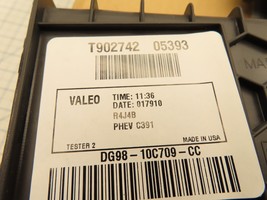 T902742 05393
VALEO
TIME: 11:36
DATE: 017910
R4J4B
PHEV C391
TESTER 2
MADE IN USA
DG98-10C709-CC
MA